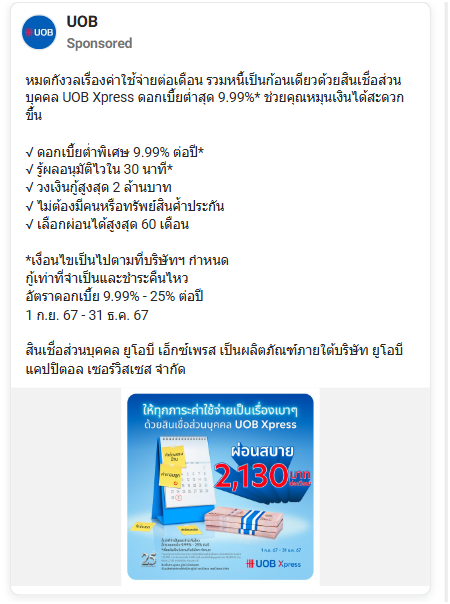 UOB
UOB
Sponsored
หมดกังวลเรื่องค่าใช้จ่ายต่อเดือน รวมหนี้เป็นก้อนเดียวด้วยสินเชื่อส่วน
บุคคล UOB Xpress ดอกเบี้ยต่ำสุด 9.99%* ช่วยคุณหมุนเงินได้สะดวก
ขึ้น
√ ดอกเบี้ยต่ำพิเศษ 9.99% ต่อปี*
√ รู้ผลอนุมัติไวใน 30 นาที*
√ วงเงินกู้สูงสุด 2 ล้านบาท
√ ไม่ต้องมีคนหรือทรัพย์สินค้ำประกัน
√ เลือกผ่อนได้สูงสุด 60 เดือน
*เงื่อนไขเป็นไปตามที่บริษัทฯ กำหนด
กู้เท่าที่จำเป็นและชำระคืนไหว
อัตราดอกเบี้ย 9.99% - 25% ต่อปี
1 ก.ย. 67 - 31 ธ.ค. 67
สินเชื่อส่วนบุคคล ยูโอบี เอ็กซ์เพรส เป็นผลิตภัณฑ์ภายใต้บริษัท ยูโอบี
แคปปิตอล เซอร์วิสเซส จำกัด
ให้ทุกภาระค่าใช้จ่ายเป็นเรื่องเบาๆ
ด้วยสินเชื่อส่วนบุคคล UOB Xpress
ผ่อนสบาย
2,130 บาท
1 ก.ย. 67 - 31 ธ.ค. 67
25
UOB Xpress